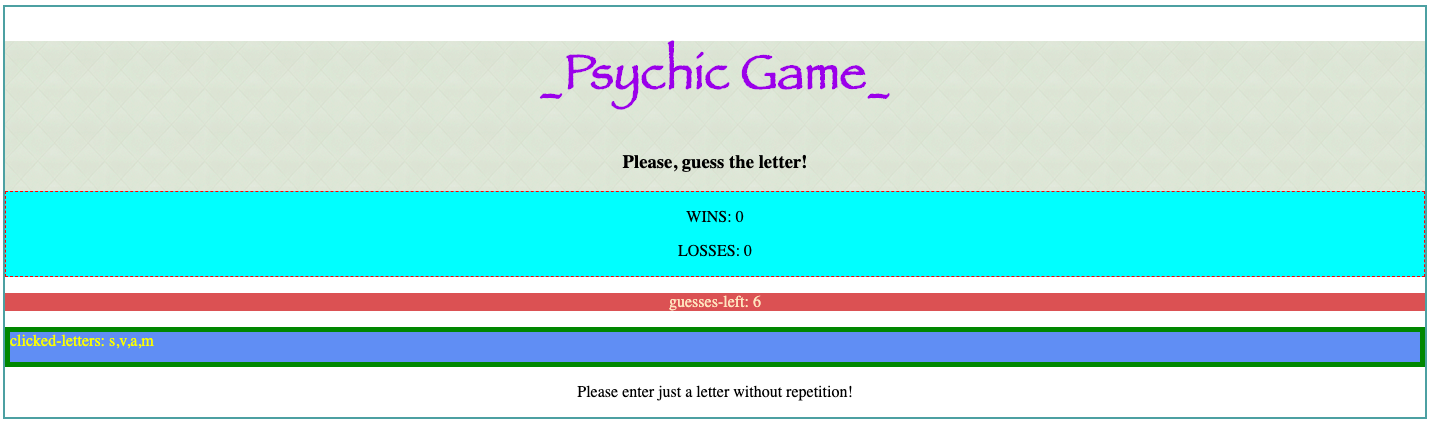 _Psychic Game_
Please, guess the letter!
WINS: 0
LOSSES: 0
guesses-left: 6
clicked-letters: s,v,a,m
Please enter just a letter without repetition!